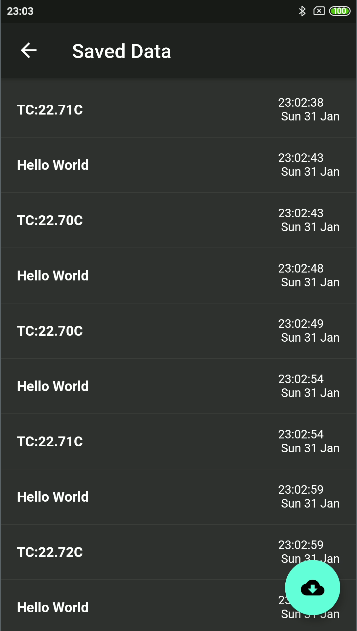 23:03
100
Saved Data
TC:22.71C
23:02:38
Sun 31 Jan
Hello World
23:02:43
Sun 31 Jan
TC:22.70C
23:02:43
Sun 31 Jan
Hello World
23:02:48
Sun 31 Jan
TC:22.70C
23:02:49
Sun 31 Jan
Hello World
23:02:54
Sun 31 Jan
TC:22.71C
23:02:54
Sun 31 Jan
Hello World
23:02:59
Sun 31 Jan
TC:22.72C
23:02:59
Sun 31 Jan
Hello World